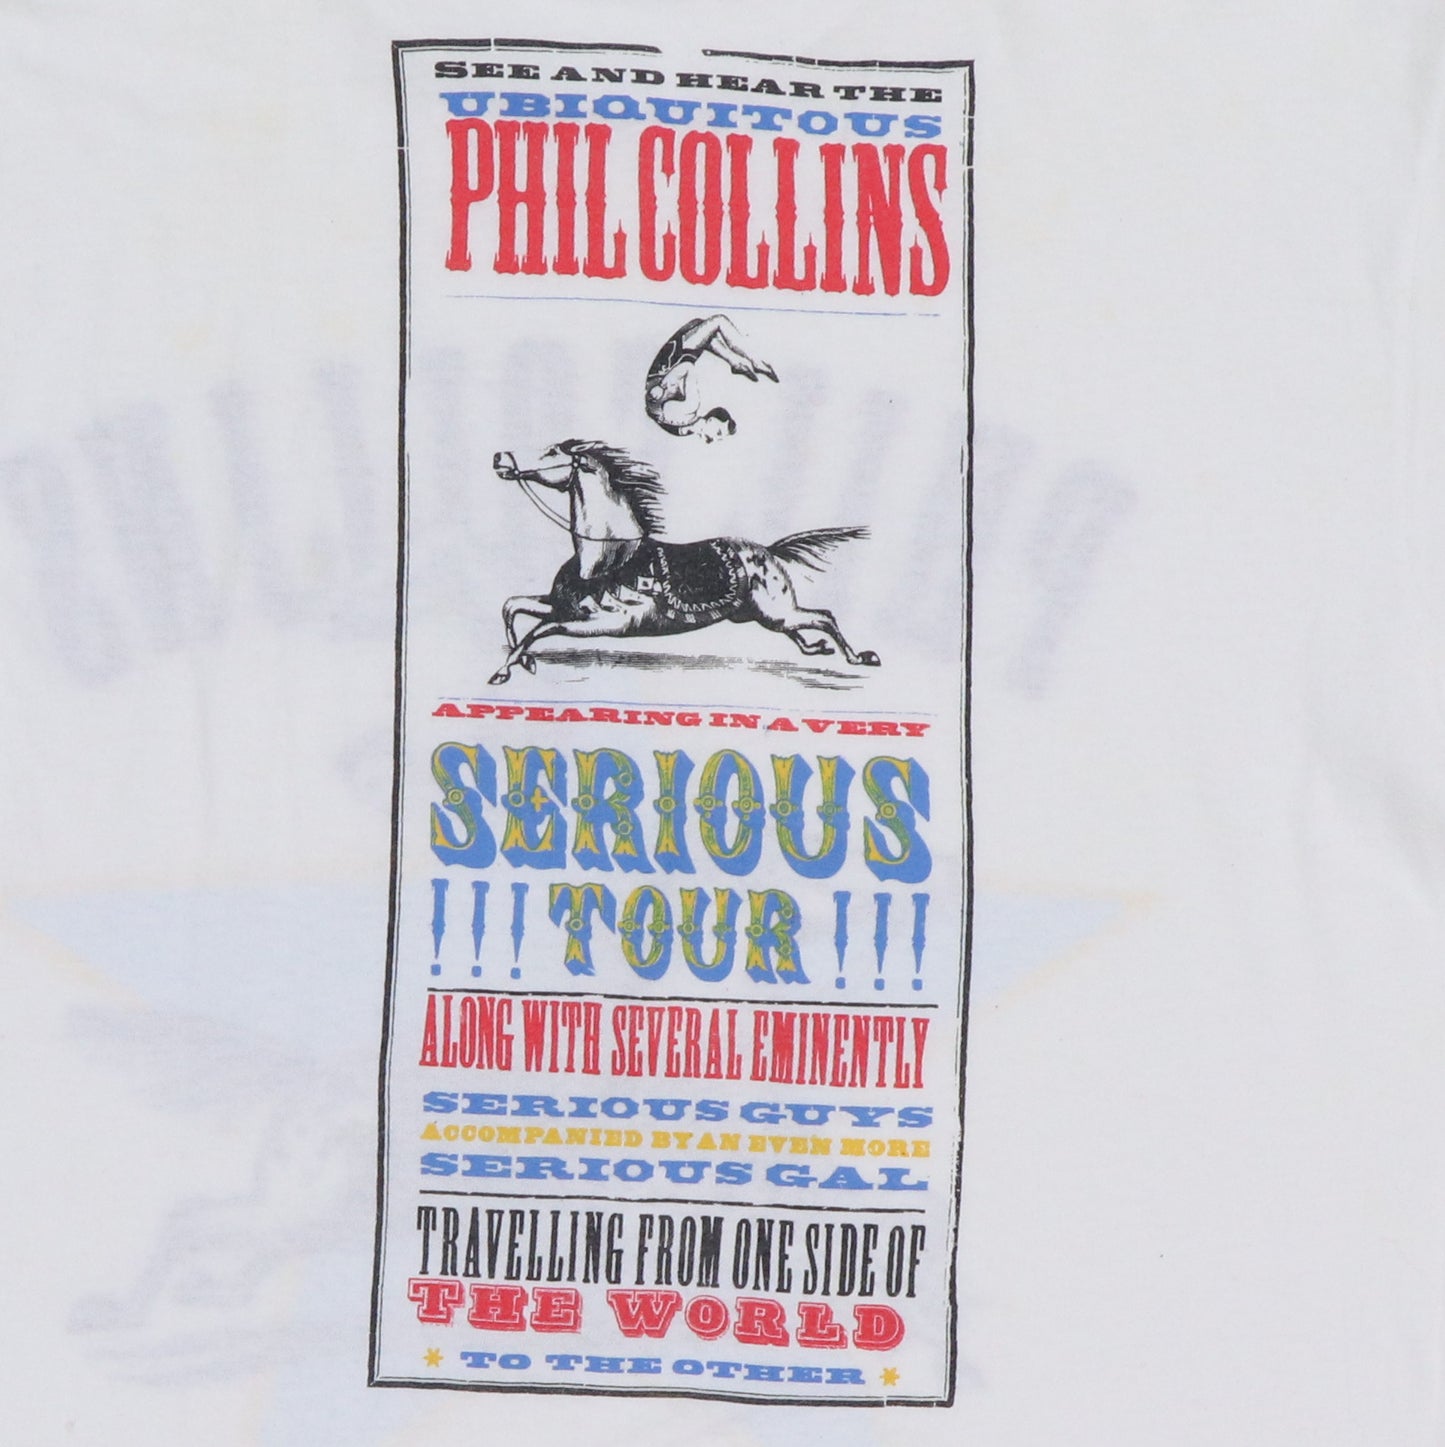 SEE AND HEAR THE
UBIQUITOUS
PHIL COLLINS
APPEARING IN A VERY
SERIOUS
!!! TOUR !!!
ALONG WITH SEVERAL EMINENTLY
SERIOUS GUYS
ACCOMPANIED BY AN EVEN MORE
SERIOUS GAL
TRAVELLING FROM ONE SIDE OF
THE WORLD
* TO THE OTHER *